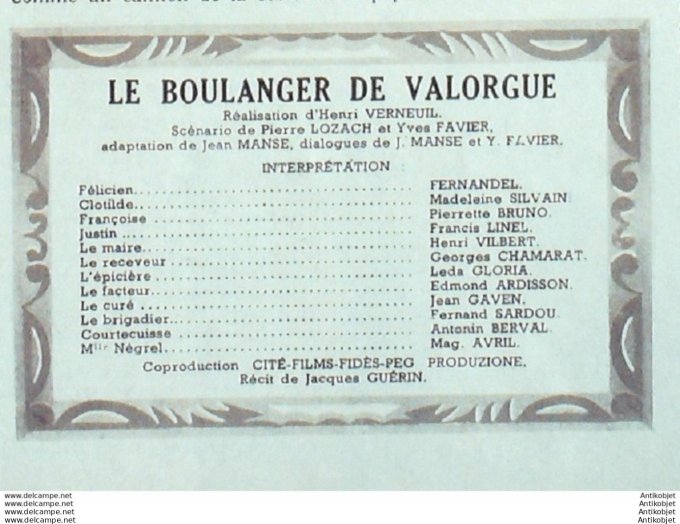 LE BOULANGER DE VALORGUE
Réalisation d'Henri VERNEUIL.
Scénario de Pierre LOZACH et Yves FAVIER,
adaptation de Jean MANSE, dialogues de J. MANSE et Y. FAVIER.
INTERPRÉTATION
Félicien.......... FERNANDEL.
Clotilde.......... Madeleine SILVAIN
Françoise .......... Pierrette BRUNO.
Justin .......... Francis LINEL.
Le maire.......... Henri VILBERT.
Le receveur .......... Georges CHAMARAT.
L'épicière .......... Leda GLORIA.
Le facteur.......... Edmond ARDISSON.
Le curé .......... Jean GAVEN.
Le brigadier.......... Fernand SARDOU.
Courtecuisse .......... Antonin BERVAL.
Mlle Négrel.......... Mag. AVRIL.
Coproduction CITÉ-FILMS-FIDÈS-PEG PRODUZIONE.
Récit de Jacques GUÉRIN.
www.delcampe.net Antikobjet
www.delcampe.net Antikobjet
www.delcampe.net Antikobjet